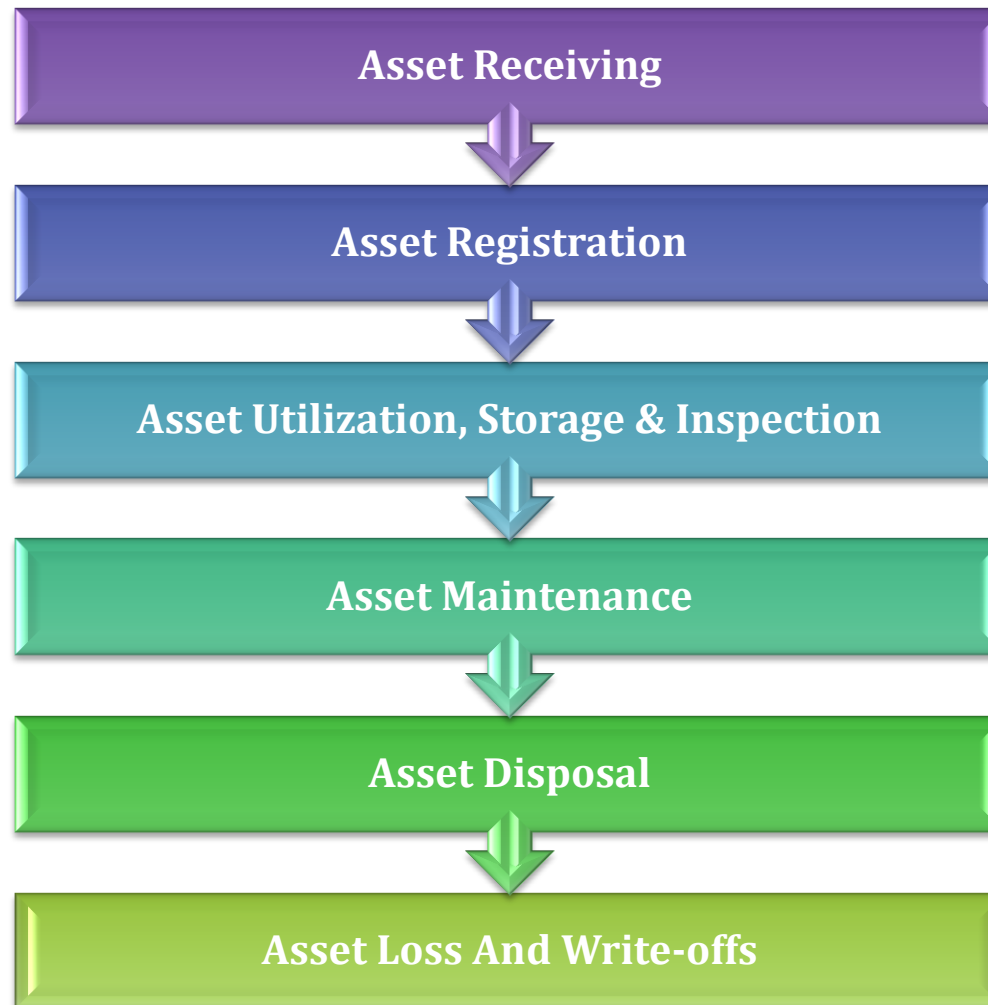 Asset Receiving
Asset Registration
Asset Utilization, Storage & Inspection
Asset Maintenance
Asset Disposal
Asset Loss And Write-offs